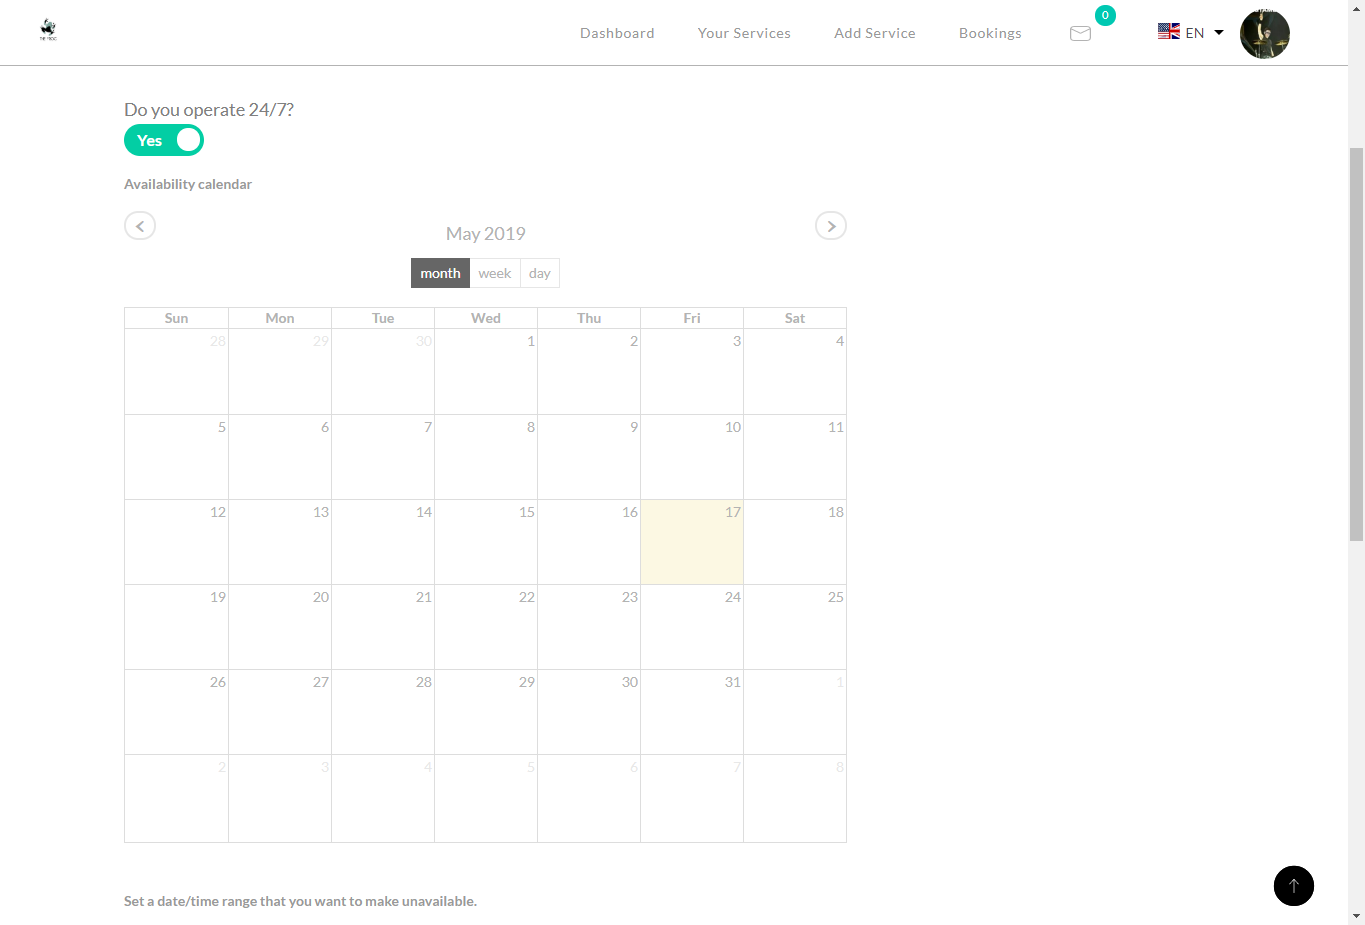 Dashboard Your Services Add Service Bookings 0 EN
Do you operate 24/7?
Yes
Availability calendar
May 2019
month week day
Sun Mon Tue Wed Thu Fri Sat
28 29 30 1 2 3 4
5 6 7 8 9 10 11
12 13 14 15 16 17 18
19 20 21 22 23 24 25
26 27 28 29 30 31 1
2 3 4 5 6 7 8
Set a date/time range that you want to make unavailable.